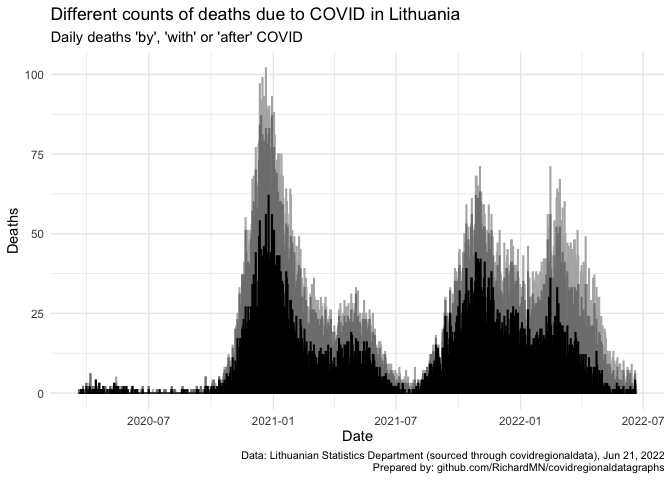 Different counts of deaths due to COVID in Lithuania
Daily deaths 'by', 'with' or 'after' COVID
100
75
50
25
0
Deaths
2020-07
2021-01
2021-07
2022-01
2022-07
Date
Data: Lithuanian Statistics Department (sourced through covidregionaldata), Jun 21, 2022
Prepared by: github.com/RichardMN/covidregionaldatagraphs